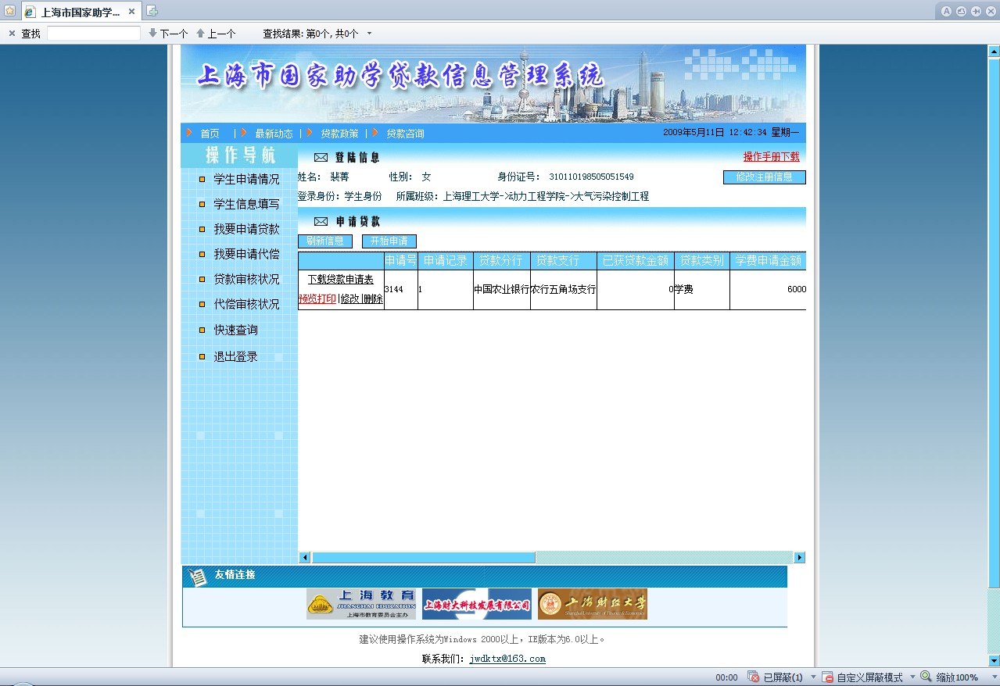 上海市国家助学...
查找 下一个 上一个 查找结果: 第0个, 共0个
上海市国家助学贷款信息管理系统
首页 | 最新动态 | 贷款政策 | 贷款咨询 2009年5月11日 12:42:34 星期一
操作导航
学生申请情况
学生信息填写
我要申请贷款
我要申请代偿
贷款审核状况
代偿审核状况
快速查询
退出登录
登陆信息 操作手册下载
姓名: 裴菁 性别: 女 身份证号: 310110198505051549 修改注册信息
登录身份: 学生身份 所属班级: 上海理工大学->动力工程学院->大气污染控制工程
申请贷款
刷新信息 开始申请
申请号 申请记录 贷款分行 贷款支行 已获贷款金额 贷款类别 学费申请金额
下载贷款申请表
预览打印|修改|删除 3144 1 中国农业银行 农行五角场支行 0 学费 6000
友情连接
上海教育
SHANGHAI EDUCATION
上海市教育委员会主办
上海财大科技发展有限公司
上海财经大学
Shanghai University of Finance & Economics
建议使用操作系统为Windows 2000以上，IE版本为6.0以上。
联系我们: jwdktx@163.com
00:00 已屏蔽(1) 自定义屏蔽模式 缩放100%